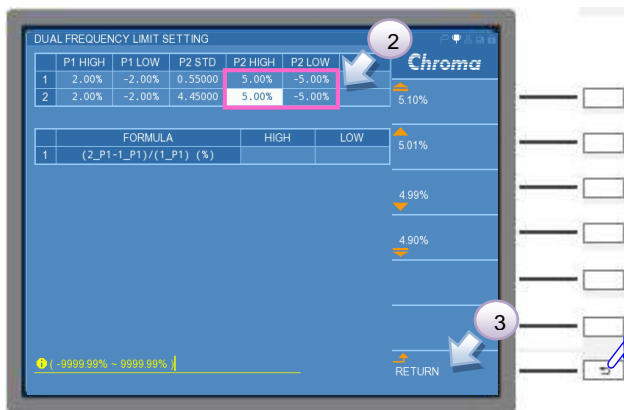 DUAL FREQUENCY LIMIT SETTING
2
Chroma
P1 HIGH P1 LOW P2 STD P2 HIGH P2 LOW
1 2.00% -2.00% 0.55000 5.00% -5.00%
2 2.00% -2.00% 4.45000 5.00% -5.00%
5.10%
FORMULA HIGH LOW
1 (2_P1-1_P1)/(1_P1) (%)
5.01%
4.99%
4.90%
3
( -9999.99% ~ 9999.99% )
RETURN